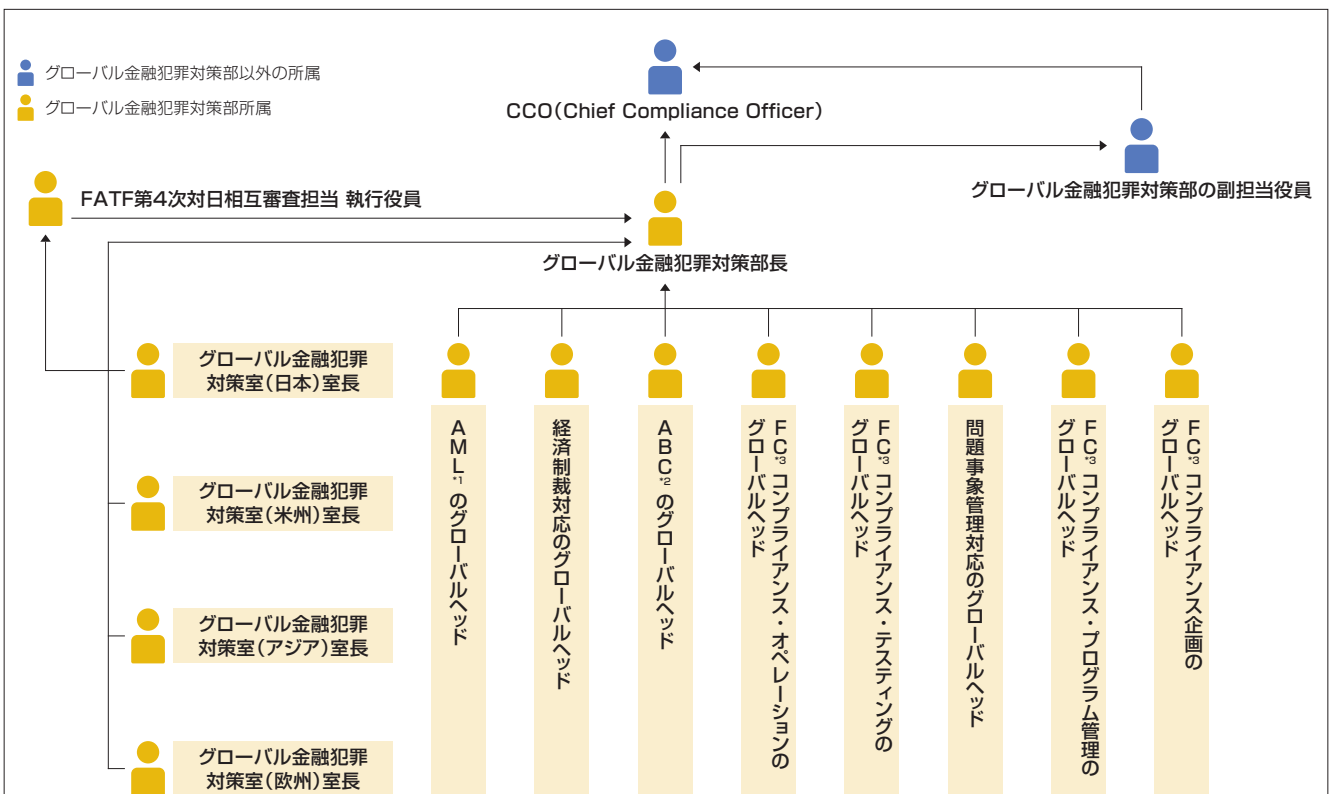 グローバル金融犯罪対策部以外の所属
グローバル金融犯罪対策部所属
CCO(Chief Compliance Officer)
グローバル金融犯罪対策部の副担当役員
FATF第4次対日相互審査担当 執行役員
グローバル金融犯罪対策部長
グローバル金融犯罪
対策室(日本)室長
グローバル金融犯罪
対策室(米州)室長
グローバル金融犯罪
対策室(アジア)室長
グローバル金融犯罪
対策室(欧州)室長
AML*1のグローバルヘッド
経済制裁対応のグローバルヘッド
ABC*2のグローバルヘッド
FC*3コンプライアンス・オペレーションの
グローバルヘッド
FC*3コンプライアンス・テスティングの
グローバルヘッド
問題事象管理対応のグローバルヘッド
FC*3コンプライアンス・プログラム管理の
グローバルヘッド
FC*3コンプライアンス企画の
グローバルヘッド